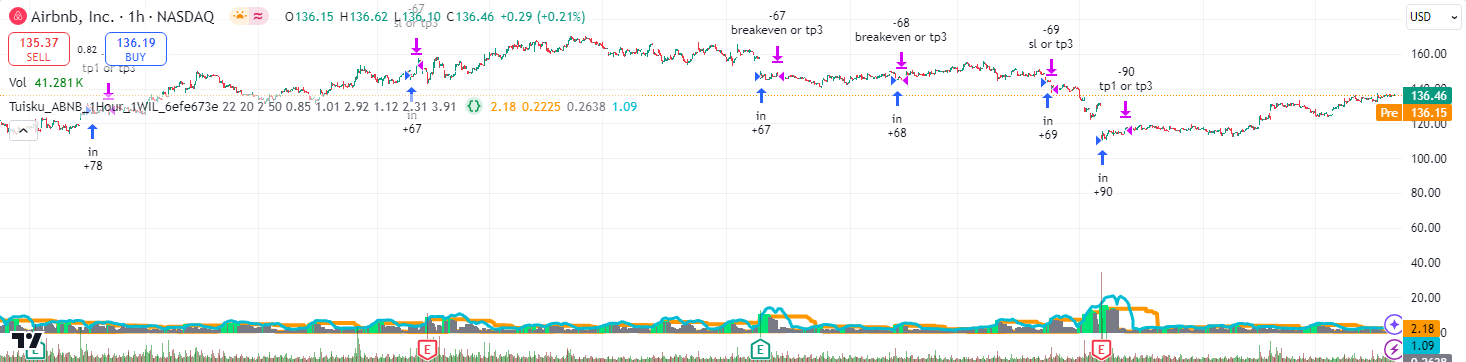 Airbnb, Inc. · 1h · NASDAQ
O136.15 H136.62 L136.10 C136.46 +0.29 (+0.21%)
USD
135.37
SELL
0.82
136.19
BUY
Vol 41.281 K
Tuisku_ABNB_1Hour_1WIL_6efe673e 22 20 2 50 0.85 1.01 2.92 1.12 2.31 3.91 2.18 0.2225 0.2638 1.09
tp1 or tp3
in
+78
-67
sl or tp3
in
+67
-67
breakeven or tp3
in
+67
-68
breakeven or tp3
in
+68
-69
sl or tp3
in
+69
-90
tp1 or tp3
in
+90
160.00
136.46
Pre 136.15
120.00
100.00
80.00
60.00
40.00
20.00
0
2.18
1.09
0.2638
E
E
E